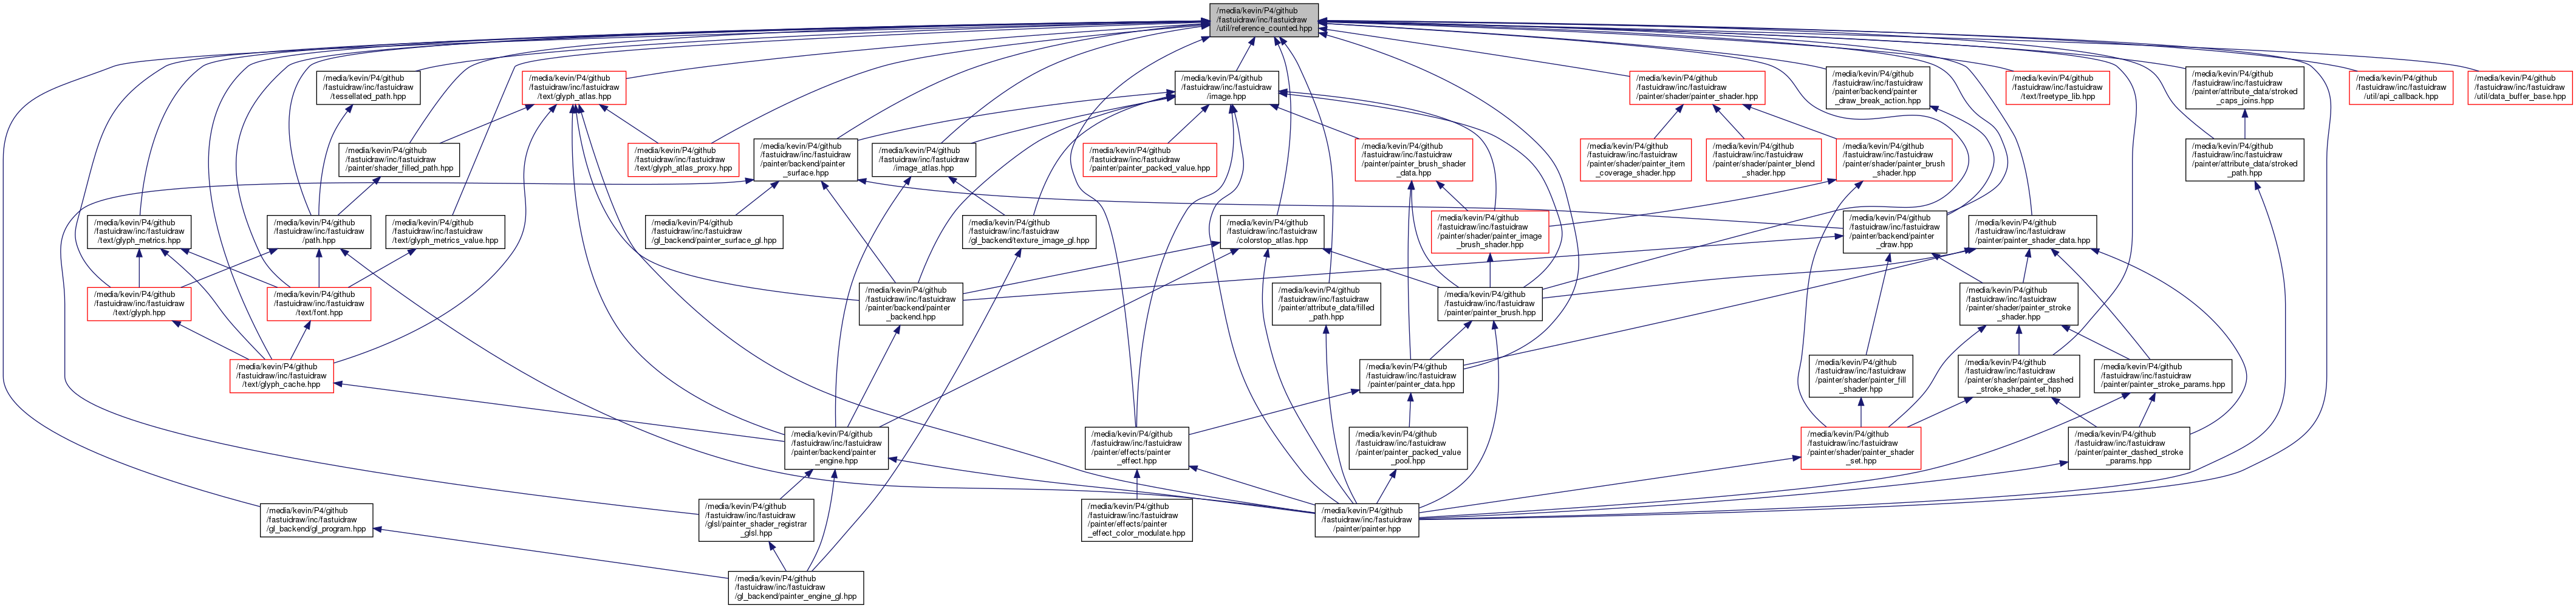 /media/kevin/P4/github
/fastuidraw/inc/fastuidraw
/util/reference_counted.hpp
/media/kevin/P4/github
/fastuidraw/inc/fastuidraw
/tessellated_path.hpp
/media/kevin/P4/github
/fastuidraw/inc/fastuidraw
/text/glyph_atlas.hpp
/media/kevin/P4/github
/fastuidraw/inc/fastuidraw
/image.hpp
/media/kevin/P4/github
/fastuidraw/inc/fastuidraw
/painter/shader/painter_shader.hpp
/media/kevin/P4/github
/fastuidraw/inc/fastuidraw
/painter/backend/painter
_draw_break_action.hpp
/media/kevin/P4/github
/fastuidraw/inc/fastuidraw
/text/freetype_lib.hpp
/media/kevin/P4/github
/fastuidraw/inc/fastuidraw
/painter/attribute_data/stroked
_caps_joins.hpp
/media/kevin/P4/github
/fastuidraw/inc/fastuidraw
/util/api_callback.hpp
/media/kevin/P4/github
/fastuidraw/inc/fastuidraw
/util/data_buffer_base.hpp
/media/kevin/P4/github
/fastuidraw/inc/fastuidraw
/painter/shader_filled_path.hpp
/media/kevin/P4/github
/fastuidraw/inc/fastuidraw
/text/glyph_atlas_proxy.hpp
/media/kevin/P4/github
/fastuidraw/inc/fastuidraw
/painter/backend/painter
_surface.hpp
/media/kevin/P4/github
/fastuidraw/inc/fastuidraw
/image_atlas.hpp
/media/kevin/P4/github
/fastuidraw/inc/fastuidraw
/painter/painter_packed_value.hpp
/media/kevin/P4/github
/fastuidraw/inc/fastuidraw
/painter/painter_brush_shader
_data.hpp
/media/kevin/P4/github
/fastuidraw/inc/fastuidraw
/painter/shader/painter_item
_coverage_shader.hpp
/media/kevin/P4/github
/fastuidraw/inc/fastuidraw
/painter/shader/painter_blend
_shader.hpp
/media/kevin/P4/github
/fastuidraw/inc/fastuidraw
/painter/shader/painter_brush
_shader.hpp
/media/kevin/P4/github
/fastuidraw/inc/fastuidraw
/painter/attribute_data/stroked
_path.hpp
/media/kevin/P4/github
/fastuidraw/inc/fastuidraw
/text/glyph_metrics.hpp
/media/kevin/P4/github
/fastuidraw/inc/fastuidraw
/path.hpp
/media/kevin/P4/github
/fastuidraw/inc/fastuidraw
/text/glyph_metrics_value.hpp
/media/kevin/P4/github
/fastuidraw/inc/fastuidraw
/gl_backend/painter_surface_gl.hpp
/media/kevin/P4/github
/fastuidraw/inc/fastuidraw
/gl_backend/texture_image_gl.hpp
/media/kevin/P4/github
/fastuidraw/inc/fastuidraw
/colorstop_atlas.hpp
/media/kevin/P4/github
/fastuidraw/inc/fastuidraw
/painter/shader/painter_image
_brush_shader.hpp
/media/kevin/P4/github
/fastuidraw/inc/fastuidraw
/painter/backend/painter
_draw.hpp
/media/kevin/P4/github
/fastuidraw/inc/fastuidraw
/painter/painter_shader_data.hpp
/media/kevin/P4/github
/fastuidraw/inc/fastuidraw
/text/glyph.hpp
/media/kevin/P4/github
/fastuidraw/inc/fastuidraw
/text/font.hpp
/media/kevin/P4/github
/fastuidraw/inc/fastuidraw
/painter/backend/painter
_backend.hpp
/media/kevin/P4/github
/fastuidraw/inc/fastuidraw
/painter/attribute_data/filled
_path.hpp
/media/kevin/P4/github
/fastuidraw/inc/fastuidraw
/painter/painter_brush.hpp
/media/kevin/P4/github
/fastuidraw/inc/fastuidraw
/painter/shader/painter_stroke
_shader.hpp
/media/kevin/P4/github
/fastuidraw/inc/fastuidraw
/text/glyph_cache.hpp
/media/kevin/P4/github
/fastuidraw/inc/fastuidraw
/painter/painter_data.hpp
/media/kevin/P4/github
/fastuidraw/inc/fastuidraw
/painter/shader/painter_fill
_shader.hpp
/media/kevin/P4/github
/fastuidraw/inc/fastuidraw
/painter/shader/painter_dashed
_stroke_shader_set.hpp
/media/kevin/P4/github
/fastuidraw/inc/fastuidraw
/painter/painter_stroke_params.hpp
/media/kevin/P4/github
/fastuidraw/inc/fastuidraw
/painter/backend/painter
_engine.hpp
/media/kevin/P4/github
/fastuidraw/inc/fastuidraw
/painter/effects/painter
_effect.hpp
/media/kevin/P4/github
/fastuidraw/inc/fastuidraw
/painter/painter_packed_value
_pool.hpp
/media/kevin/P4/github
/fastuidraw/inc/fastuidraw
/painter/shader/painter_shader
_set.hpp
/media/kevin/P4/github
/fastuidraw/inc/fastuidraw
/painter/painter_dashed_stroke
_params.hpp
/media/kevin/P4/github
/fastuidraw/inc/fastuidraw
/gl_backend/gl_program.hpp
/media/kevin/P4/github
/fastuidraw/inc/fastuidraw
/glsl/painter_shader_registrar
_glsl.hpp
/media/kevin/P4/github
/fastuidraw/inc/fastuidraw
/painter/effects/painter
_effect_color_modulate.hpp
/media/kevin/P4/github
/fastuidraw/inc/fastuidraw
/painter/painter.hpp
/media/kevin/P4/github
/fastuidraw/inc/fastuidraw
/gl_backend/painter_engine_gl.hpp